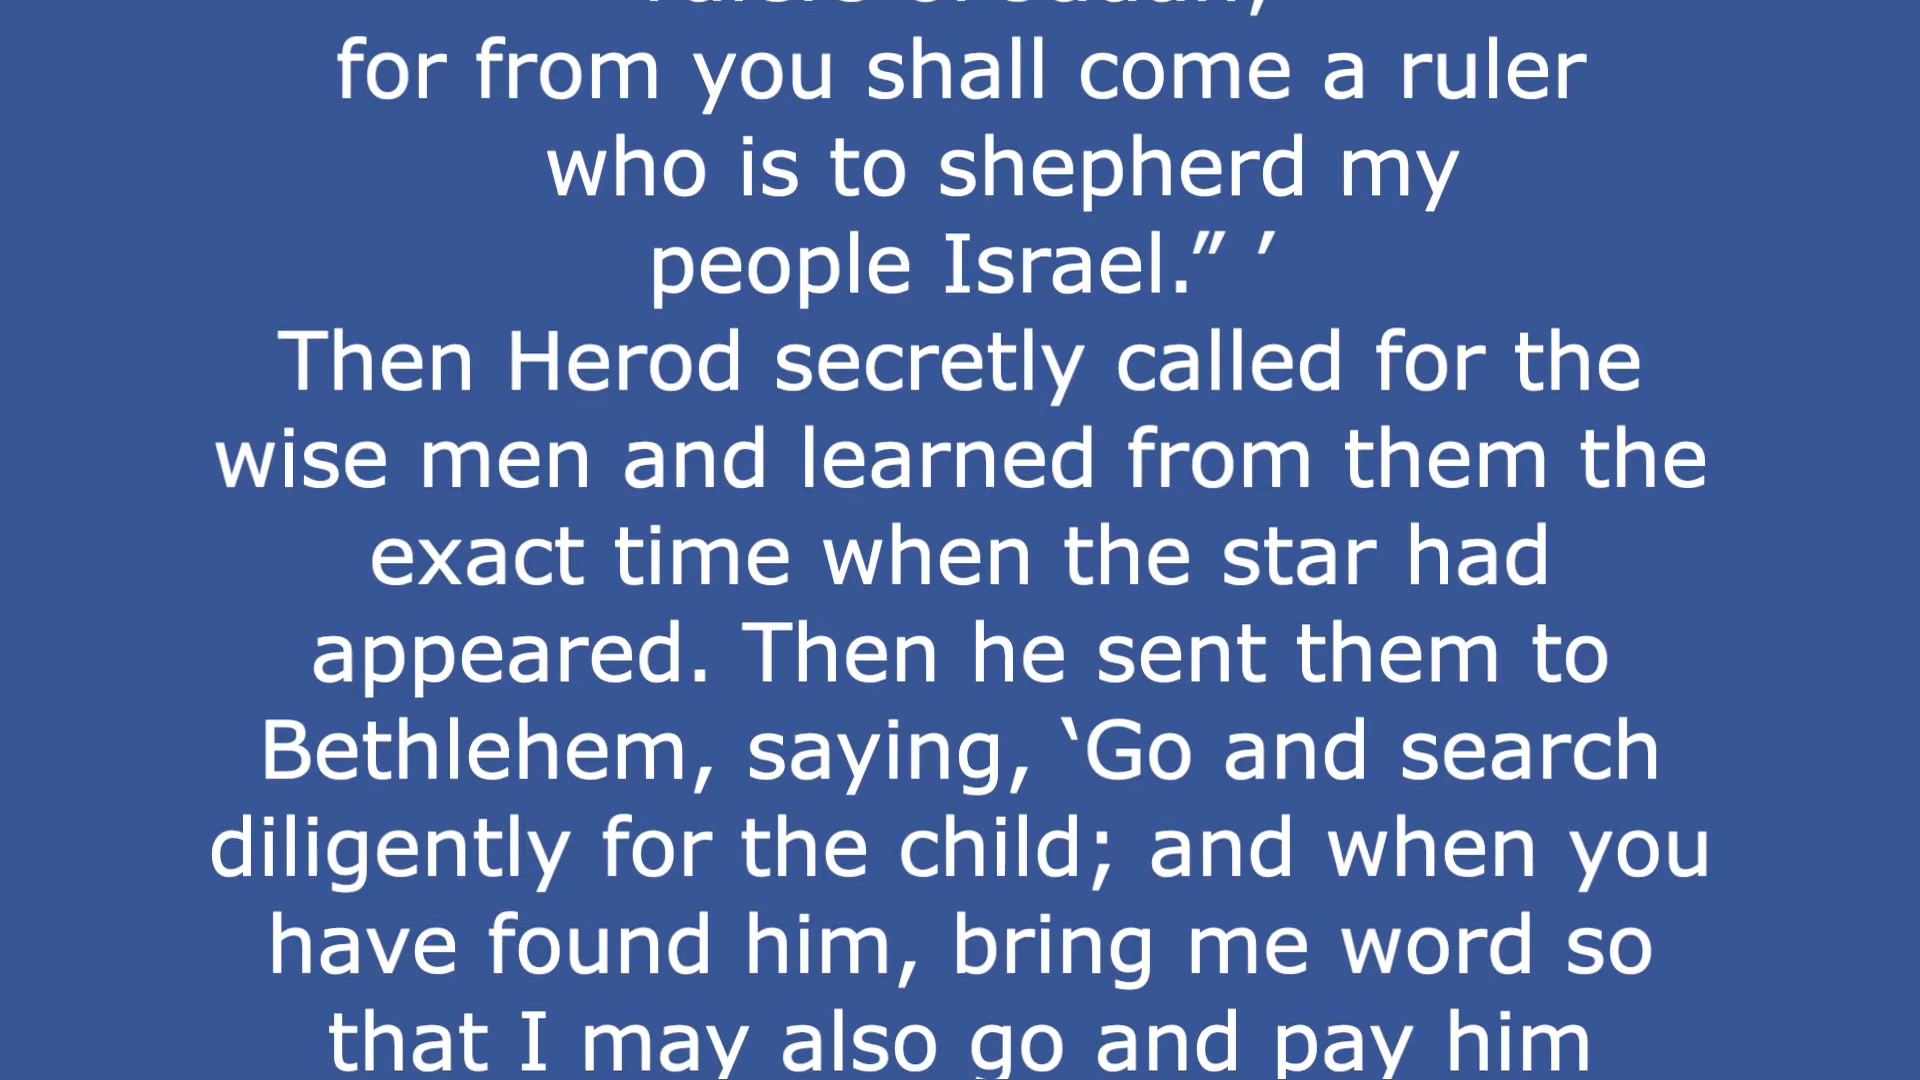 for from you shall come a ruler
who is to shepherd my
people Israel.” ’
Then Herod secretly called for the
wise men and learned from them the
exact time when the star had
appeared. Then he sent them to
Bethlehem, saying, ‘Go and search
diligently for the child; and when you
have found him, bring me word so
that I may also go and pay him